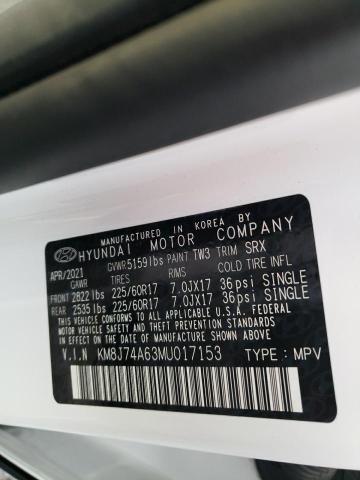 MANUFACTURED IN KOREA BY
HYUNDAI MOTOR COMPANY
APR/2021 GVWR 5159lbs PAINT TW3 TRIM SRX
GAWR TIRES RIMS COLD TIRE INFL.
FRONT 2822lbs 225/60R17 7.0JX17 36psi SINGLE
REAR 2535lbs 225/60R17 7.0JX17 36psi SINGLE
THIS VEHICLE CONFORMS TO ALL APPLICABLE
FEDERAL MOTOR VEHICLE SAFETY STANDARDS IN
EFFECT ON THE DATE OF MANUFACTURE SHOWN ABOVE.
V.I.N KM8J74A63MU017153 TYPE : MPV